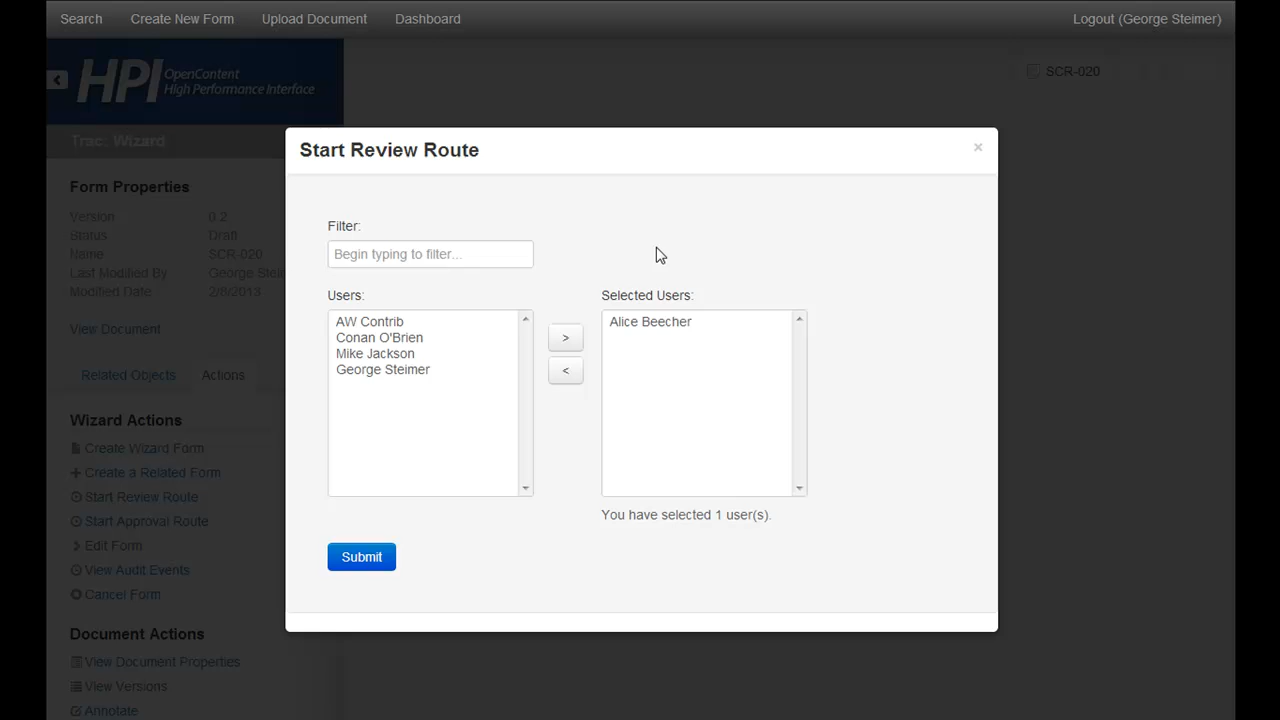 Search Create New Form Upload Document Dashboard Logout (George Steimer)
HPI OpenContent
High Performance Interface
SCR-020
Trac: Wizard
Form Properties
Version 0.2
Status Draft
Name SCR-020
Last Modified By George Stei
Modified Date 2/8/2013
View Document
Related Objects Actions
Wizard Actions
Create Wizard Form
Create a Related Form
Start Review Route
Start Approval Route
Edit Form
View Audit Events
Cancel Form
Document Actions
View Document Properties
View Versions
Annotate
Start Review Route ×
Filter:
Begin typing to filter...
Users:
AW Contrib
Conan O'Brien
Mike Jackson
George Steimer
>
<
Selected Users:
Alice Beecher
You have selected 1 user(s).
Submit